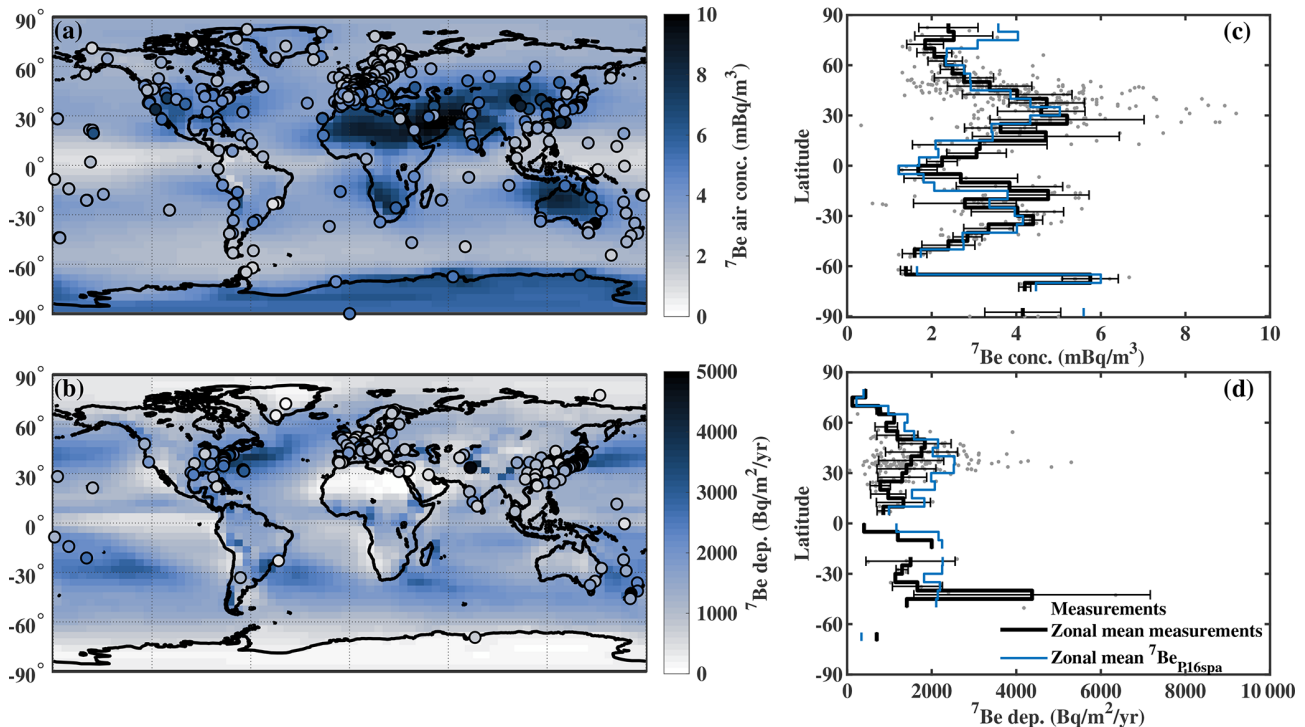 (a)
90°
60°
30°
0°
-30°
-60°
90°
10
8
6
4
2
0
⁷Be air conc. (mBq/m³)
(c)
90
60
30
0
-30
-60
-90
Latitude
0 2 4 6 8 10
⁷Be conc. (mBq/m³)
(b)
90°
60°
30°
0°
30°
60°
90°
5000
4000
3000
2000
1000
0
⁷Be dep. (Bq/m²/yr)
(d)
90
60
30
0
-30
-60
-90
Latitude
Measurements
Zonal mean measurements
Zonal mean ⁷Be P16spa
0 2000 4000 6000 8000 10 000
⁷Be dep. (Bq/m²/yr)